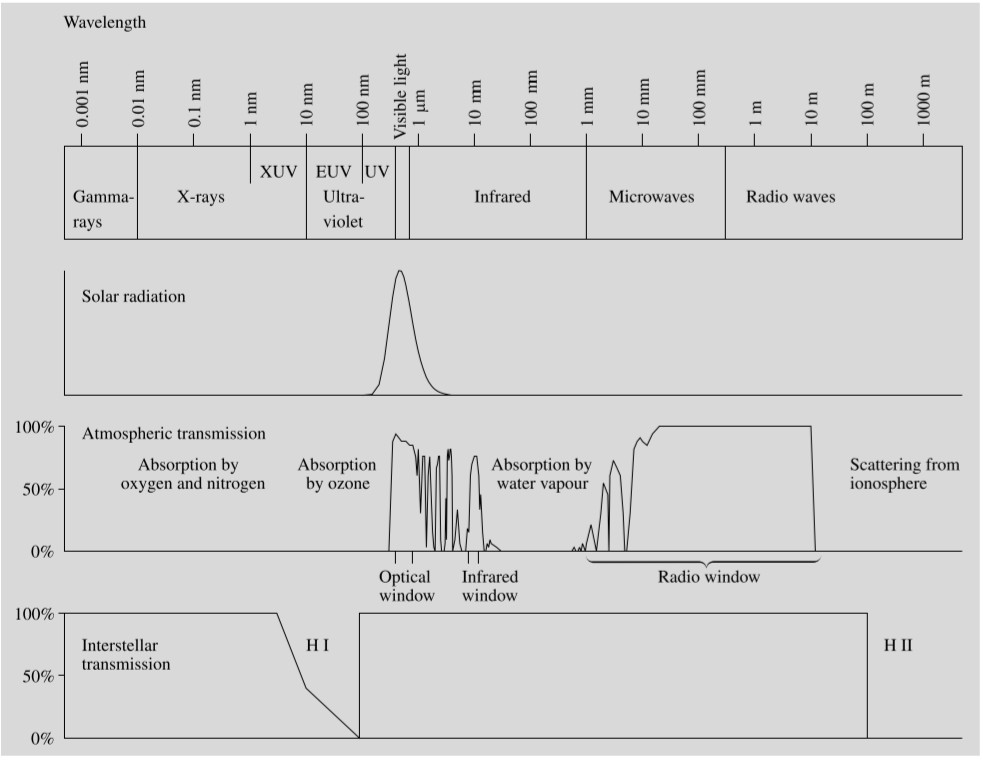 Wavelength
0.001 nm
0.01 nm
0.1 nm
1 nm
10 nm
100 nm
Visible light
1 μm
10 mm
100 mm
1 mm
10 mm
100 mm
1 m
10 m
100 m
1000 m
XUV
EUV
UV
Gamma-
rays
X-rays
Ultra-
violet
Infrared
Microwaves
Radio waves
Solar radiation
100%
50%
0%
Atmospheric transmission
Absorption by
oxygen and nitrogen
Absorption
by ozone
Absorption by
water vapour
Scattering from
ionosphere
Optical
window
Infrared
window
Radio window
100%
50%
0%
Interstellar
transmission
H I
H II